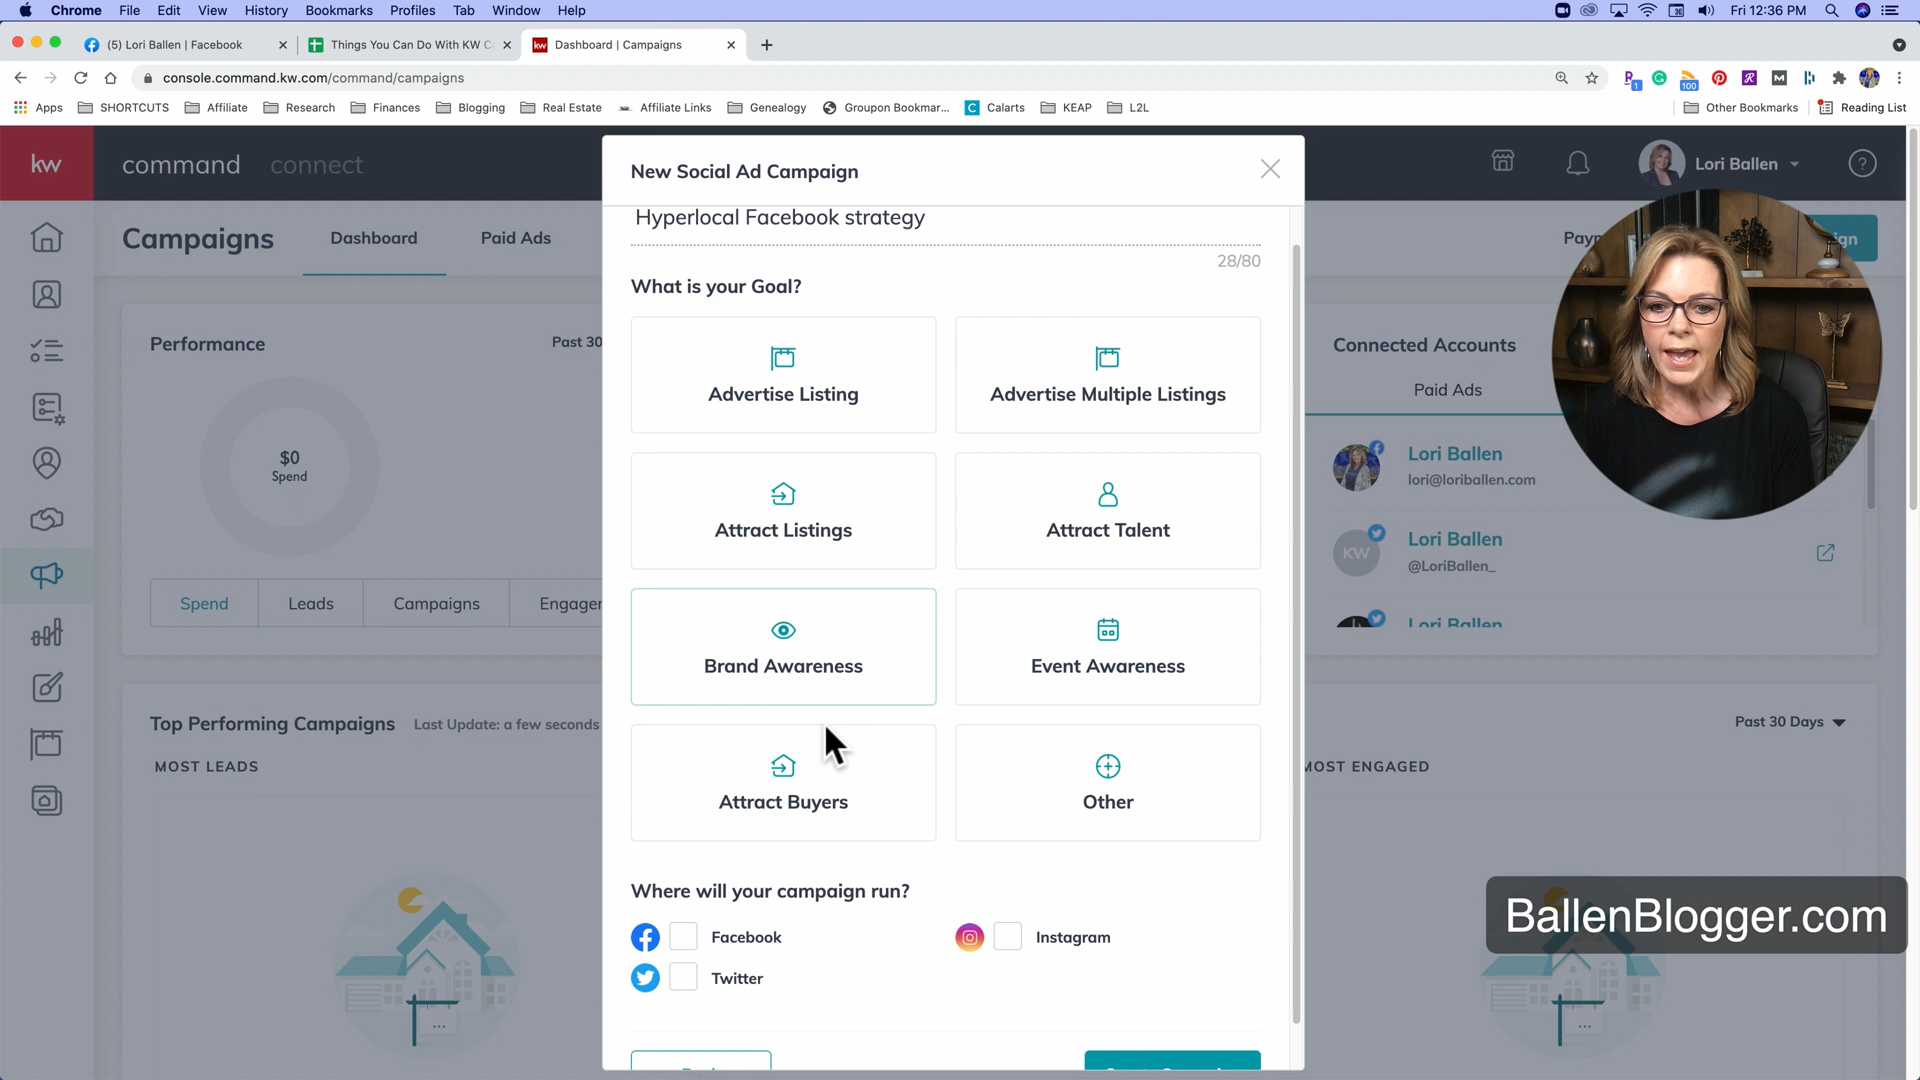 Chrome File Edit View History Bookmarks Profiles Tab Window Help Fri 12:36 PM
(5) Lori Ballen | Facebook Things You Can Do With KW C Dashboard | Campaigns
console.command.kw.com/command/campaigns 1 100 1
Apps SHORTCUTS Affiliate Research Finances Blogging Real Estate Affiliate Links Genealogy Groupon Bookmar... Calarts KEAP L2L Other Bookmarks Reading List
kw command connect Lori Ballen
New Social Ad Campaign
Hyperlocal Facebook strategy
28/80
Campaigns Dashboard Paid Ads
What is your Goal?
Advertise Listing Advertise Multiple Listings
Attract Listings Attract Talent
Brand Awareness Event Awareness
Attract Buyers Other
Where will your campaign run?
Facebook Instagram
Twitter
Performance Past 30
$0
Spend
Spend Leads Campaigns
Connected Accounts
Paid Ads
Lori Ballen
lori@loriballen.com
KW
Lori Ballen
@LoriBallen_
Lori Ballen
Top Performing Campaigns Last Update: a few seconds Past 30 Days
MOST LEADS MOST ENGAGED
BallenBlogger.com